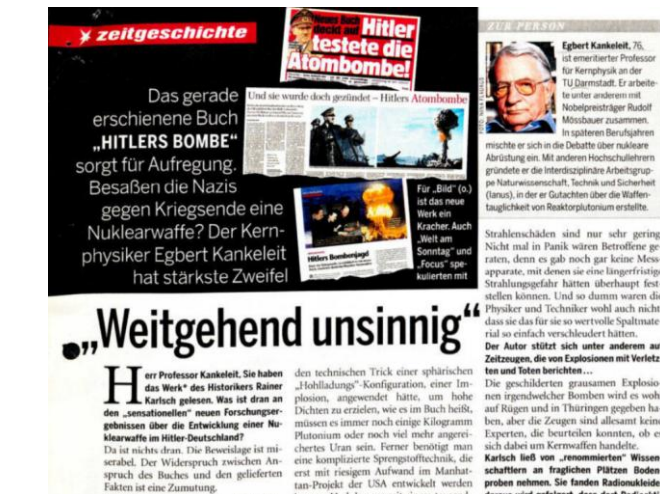 zeitgeschichte
Das gerade
erschienene Buch
„HITLERS BOMBE“
sorgt für Aufregung.
Besaßen die Nazis
gegen Kriegsende eine
Nuklearwaffe? Der Kern-
physiker Egbert Kankeleit
hat stärkste Zweifel
Hitler
testete die
Atombombe!
Und sie wurde doch gezündet – Hitlers Atombombe
Hitlers Bombenjagd
Für „Bild“ (o.)
ist das neue
Werk ein
Kracher. Auch
„Welt am
Sonntag“ und
„Focus“ spe-
kulierten mit
ZUR PERSON
Egbert Kankeleit, 76,
ist emeritierter Professor
für Kernphysik an der
TU Darmstadt. Er arbeite-
te unter anderem mit
Nobelpreisträger Rudolf
Mössbauer zusammen.
In späteren Berufsjahren
mischte er sich in die Debatte über nukleare
Abrüstung ein. Mit anderen Hochschullehrern
gründete er die Interdisziplinäre Arbeitsgrup-
pe Naturwissenschaft, Technik und Sicherheit
(Ianus), in der er Gutachten über die Waffen-
tauglichkeit von Reaktorplutonium erstellte.
„Weitgehend unsinnig“
Herr Professor Kankeleit, Sie haben
das Werk* des Historikers Rainer
Karlsch gelesen. Was ist dran an
den „sensationellen“ neuen Forschungser-
gebnissen über die Entwicklung einer Nu-
klearwaffe im Hitler-Deutschland?
Da ist nichts dran. Die Beweislage ist mi-
serabel. Der Widerspruch zwischen An-
spruch des Buches und den gelieferten
Fakten ist eine Zumutung.
den technischen Trick einer sphärischen
„Hohlladungs“-Konfiguration, einer Im-
plosion, angewendet hätte, um hohe
Dichten zu erzielen, wie es im Buch heißt,
müssen es immer noch einige Kilogramm
Plutonium oder noch viel mehr angerei-
chertes Uran sein. Ferner benötigt man
eine komplizierte Sprengstofftechnik, die
erst mit riesigem Aufwand im Manhat-
tan-Projekt der USA entwickelt werden
Strahlenschäden sind nur sehr gering
Nicht mal in Panik wären Betroffene ge-
raten, denn es gab noch gar keine Mess-
apparate, mit denen sie eine längerfristige
Strahlungsgefahr hätten überhaupt fest-
stellen können. Und so dumm waren die
Physiker und Techniker wohl auch nicht
dass sie das für sie so wertvolle Spaltmate-
rial so einfach verschleudert hätten.
Der Autor stützt sich unter anderem auf
Zeitzeugen, die von Explosionen mit Verletz
ten und Toten berichten...
Die geschilderten grausamen Explosio-
nen irgendwelcher Bomben wird es wohl
auf Rügen und in Thüringen gegeben ha-
ben, aber die Zeugen sind allesamt keine
Experten, die beurteilen konnten, ob es
sich dabei um Kernwaffen handelte.
Karlsch ließ von „renommierten“ Wissen
schaftlern an fraglichen Plätzen Boden
proben nehmen. Sie fanden Radionuklide